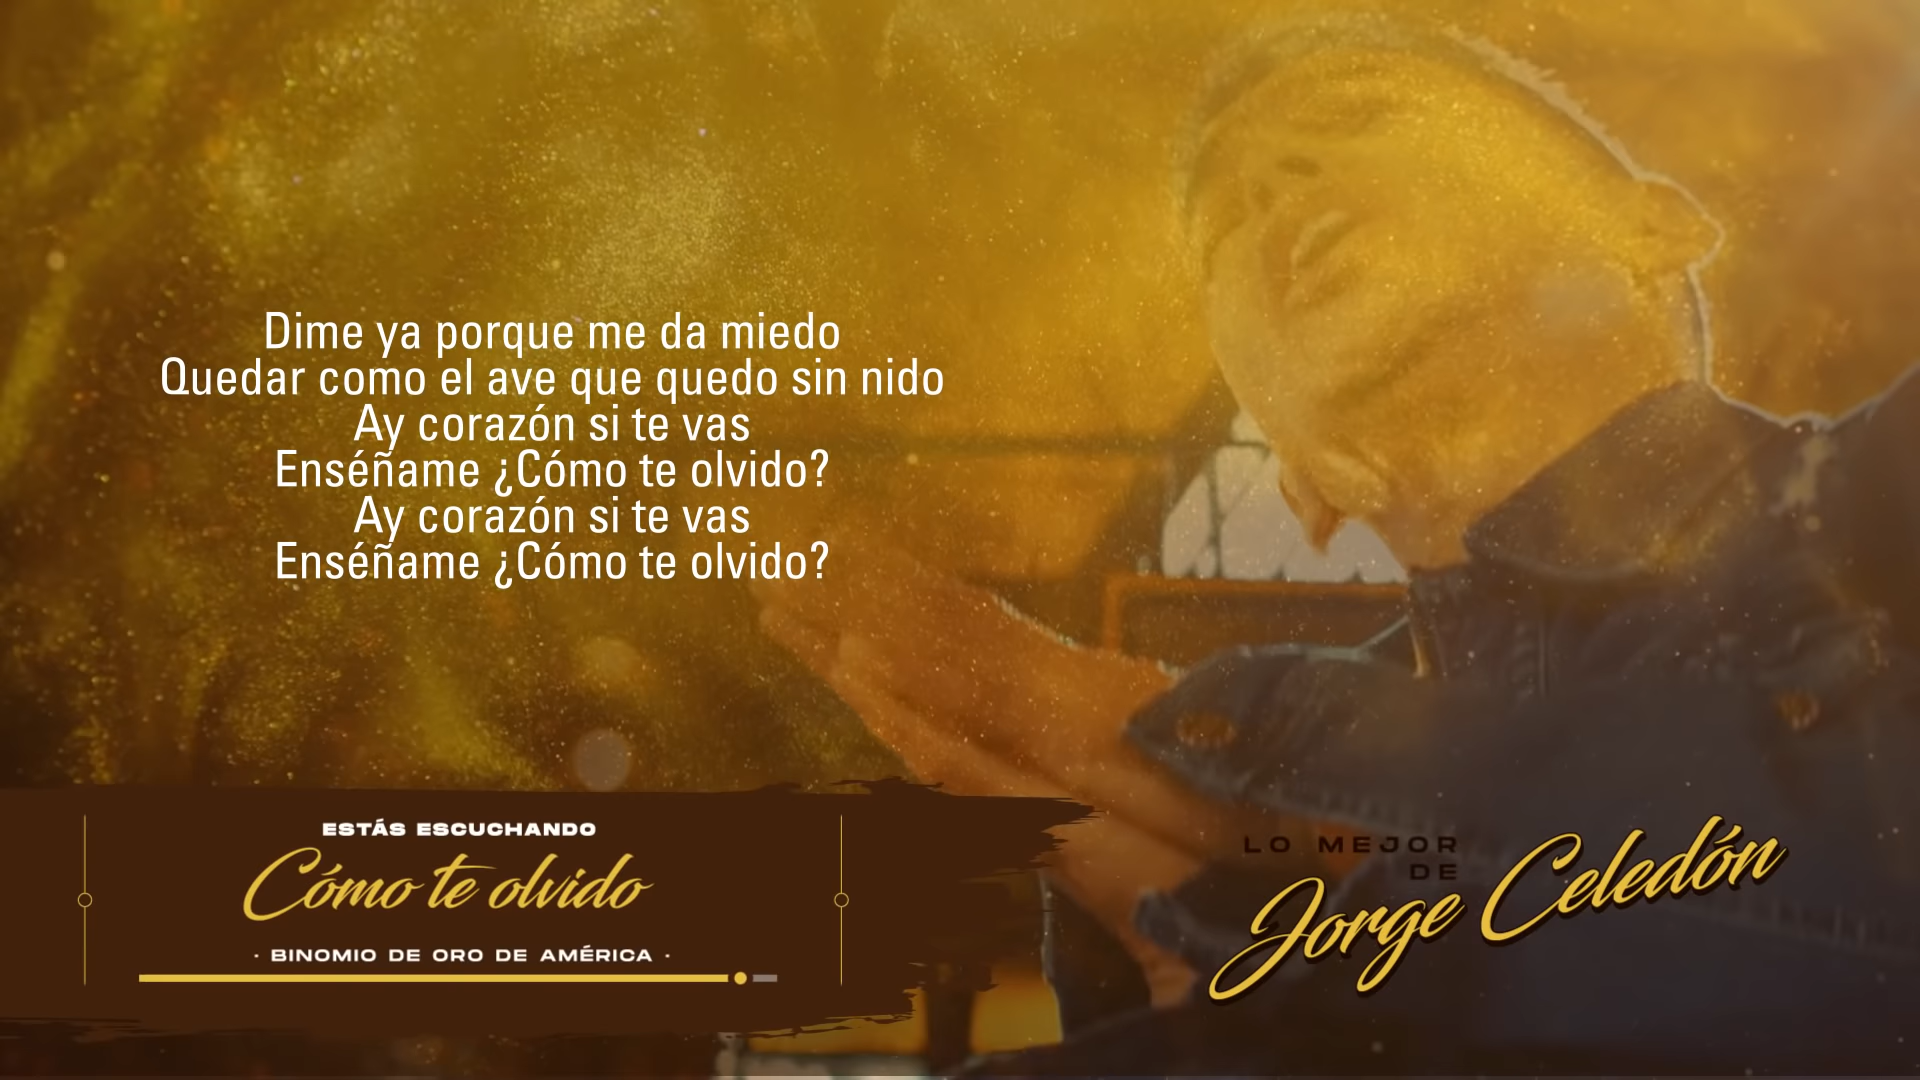 Dime ya porque me da miedo
Quedar como el ave que quedo sin nido
Ay corazón si te vas
Enséñame ¿Cómo te olvido?
Ay corazón si te vas
Enséñame ¿Cómo te olvido?
ESTÁS ESCUCHANDO
Cómo te olvido
· BINOMIO DE ORO DE AMÉRICA ·
LO MEJOR
DE
Jorge Celedón